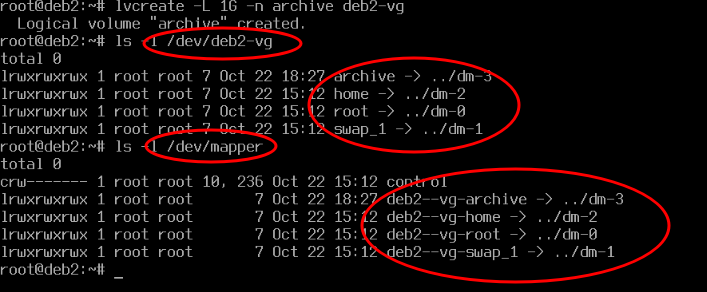 root@deb2:~# lvcreate -L 1G -n archive deb2-vg
  Logical volume "archive" created.
root@deb2:~# ls -l /dev/deb2-vg
total 0
lrwxrwxrwx 1 root root 7 Oct 22 18:27 archive -> ../dm-3
lrwxrwxrwx 1 root root 7 Oct 22 15:12 home -> ../dm-2
lrwxrwxrwx 1 root root 7 Oct 22 15:12 root -> ../dm-0
lrwxrwxrwx 1 root root 7 Oct 22 15:12 swap_1 -> ../dm-1
root@deb2:~# ls -l /dev/mapper
total 0
crw------- 1 root root 10, 236 Oct 22 15:12 control
lrwxrwxrwx 1 root root       7 Oct 22 18:27 deb2--vg-archive -> ../dm-3
lrwxrwxrwx 1 root root       7 Oct 22 15:12 deb2--vg-home -> ../dm-2
lrwxrwxrwx 1 root root       7 Oct 22 15:12 deb2--vg-root -> ../dm-0
lrwxrwxrwx 1 root root       7 Oct 22 15:12 deb2--vg-swap_1 -> ../dm-1
root@deb2:~# _